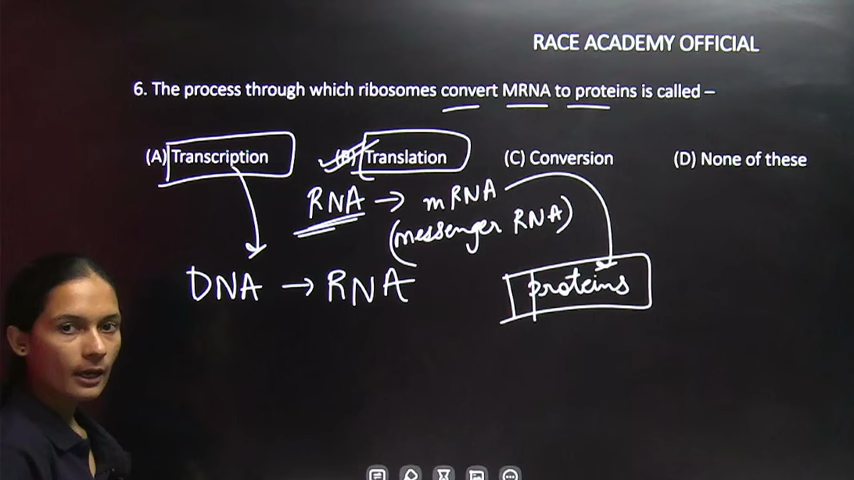 RACE ACADEMY OFFICIAL
6. The process through which ribosomes convert MRNA to proteins is called –
(A) Transcription (B) Translation (C) Conversion (D) None of these
RNA → mRNA
(messenger RNA)
DNA → RNA
proteins